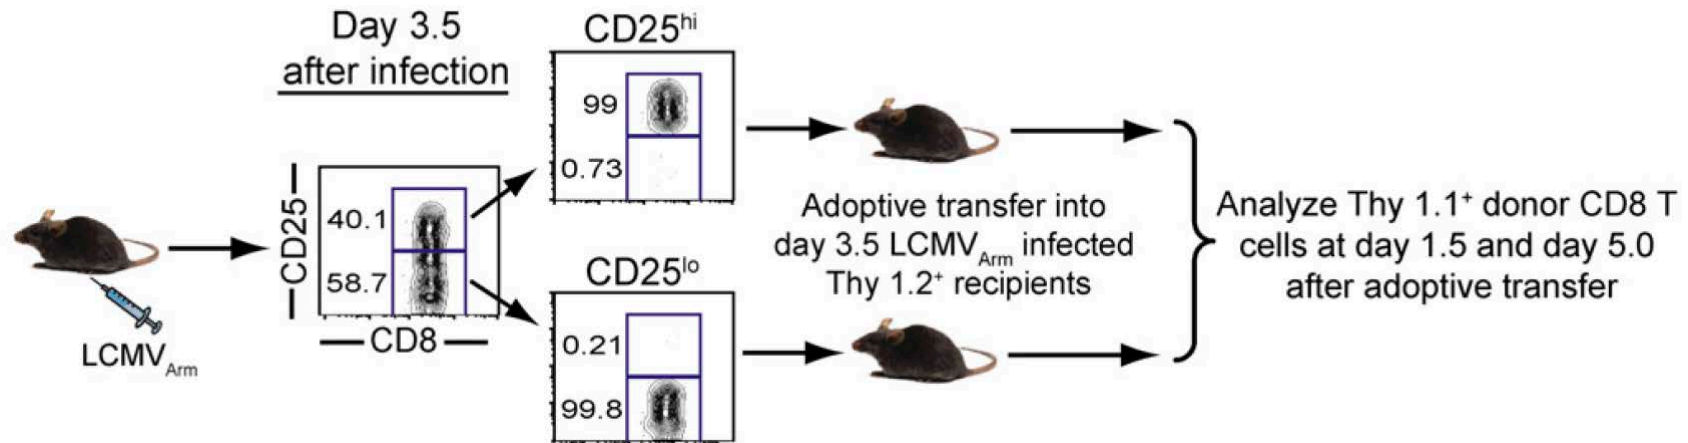 Day 3.5
after infection
CD25hi
99
0.73
CD25
40.1
58.7
CD8
LCMVArm
CD25lo
0.21
99.8
Adoptive transfer into
day 3.5 LCMVArm infected
Thy 1.2+ recipients
Analyze Thy 1.1+ donor CD8 T
cells at day 1.5 and day 5.0
after adoptive transfer